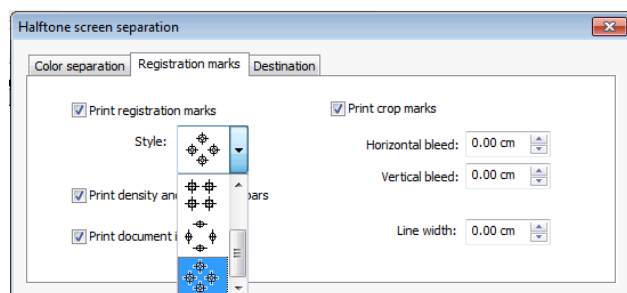 Halftone screen separation
Color separation Registration marks Destination
Print registration marks Print crop marks
Style: Horizontal bleed: 0.00 cm
Vertical bleed: 0.00 cm
Print density an bars
Print document i Line width: 0.00 cm